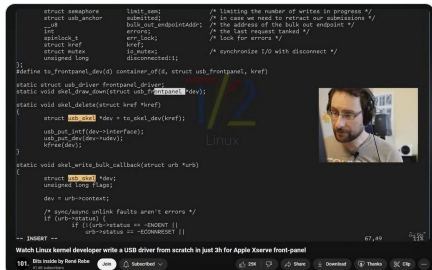 struct semaphore limit_sem; /* limiting the number of writes in progress */
struct usb_anchor submitted; /* in case we need to retract our submissions */
__u8 bulk_out_endpointAddr; /* the address of the bulk out endpoint */
int errors; /* the last request tanked */
spinlock_t err_lock; /* lock for errors */
struct kref kref;
struct mutex io_mutex; /* synchronize I/O with disconnect */
unsigned long disconnected:1;
};
#define to_frontpanel_dev(d) container_of(d, struct usb_frontpanel, kref)
static struct usb_driver frontpanel_driver;
static void skel_draw_down(struct usb_frontpanel *dev);
static void skel_delete(struct kref *kref)
{
struct usb_skel *dev = to_skel_dev(kref);
usb_put_intf(dev->interface);
usb_put_dev(dev->udev);
kfree(dev);
}
static void skel_write_bulk_callback(struct urb *urb)
{
struct usb_skel *dev;
unsigned long flags;
dev = urb->context;
/* sync/async unlink faults aren't errors */
if (urb->status) {
if (!(urb->status == -ENOENT ||
urb->status == -ECONNRESET ||
-- INSERT -- 67,49 11%
T/2
Linux
Watch Linux kernel developer write a USB driver from scratch in just 3h for Apple Xserve front-panel
Bits inside by René Rebe
Join Subscribed 25K Share Download Thanks Clip